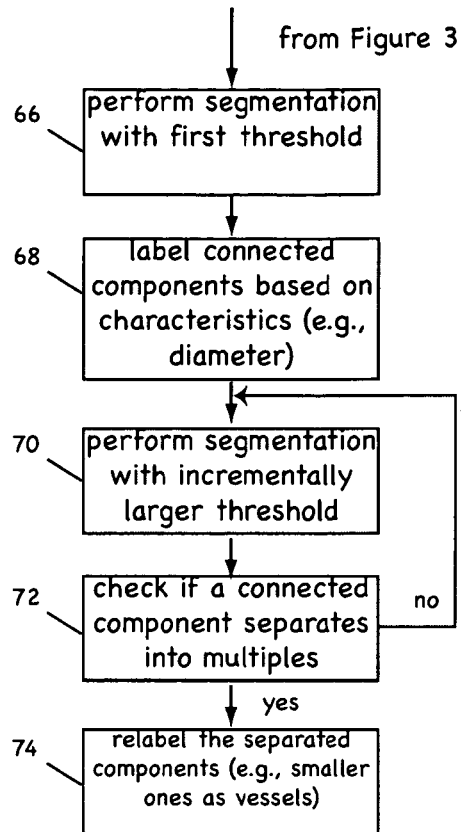 from Figure 3
66
perform segmentation
with first threshold
68
label connected
components based on
characteristics (e.g.,
diameter)
70
perform segmentation
with incrementally
larger threshold
72
check if a connected
component separates
into multiples
no
yes
74
relabel the separated
components (e.g., smaller
ones as vessels)